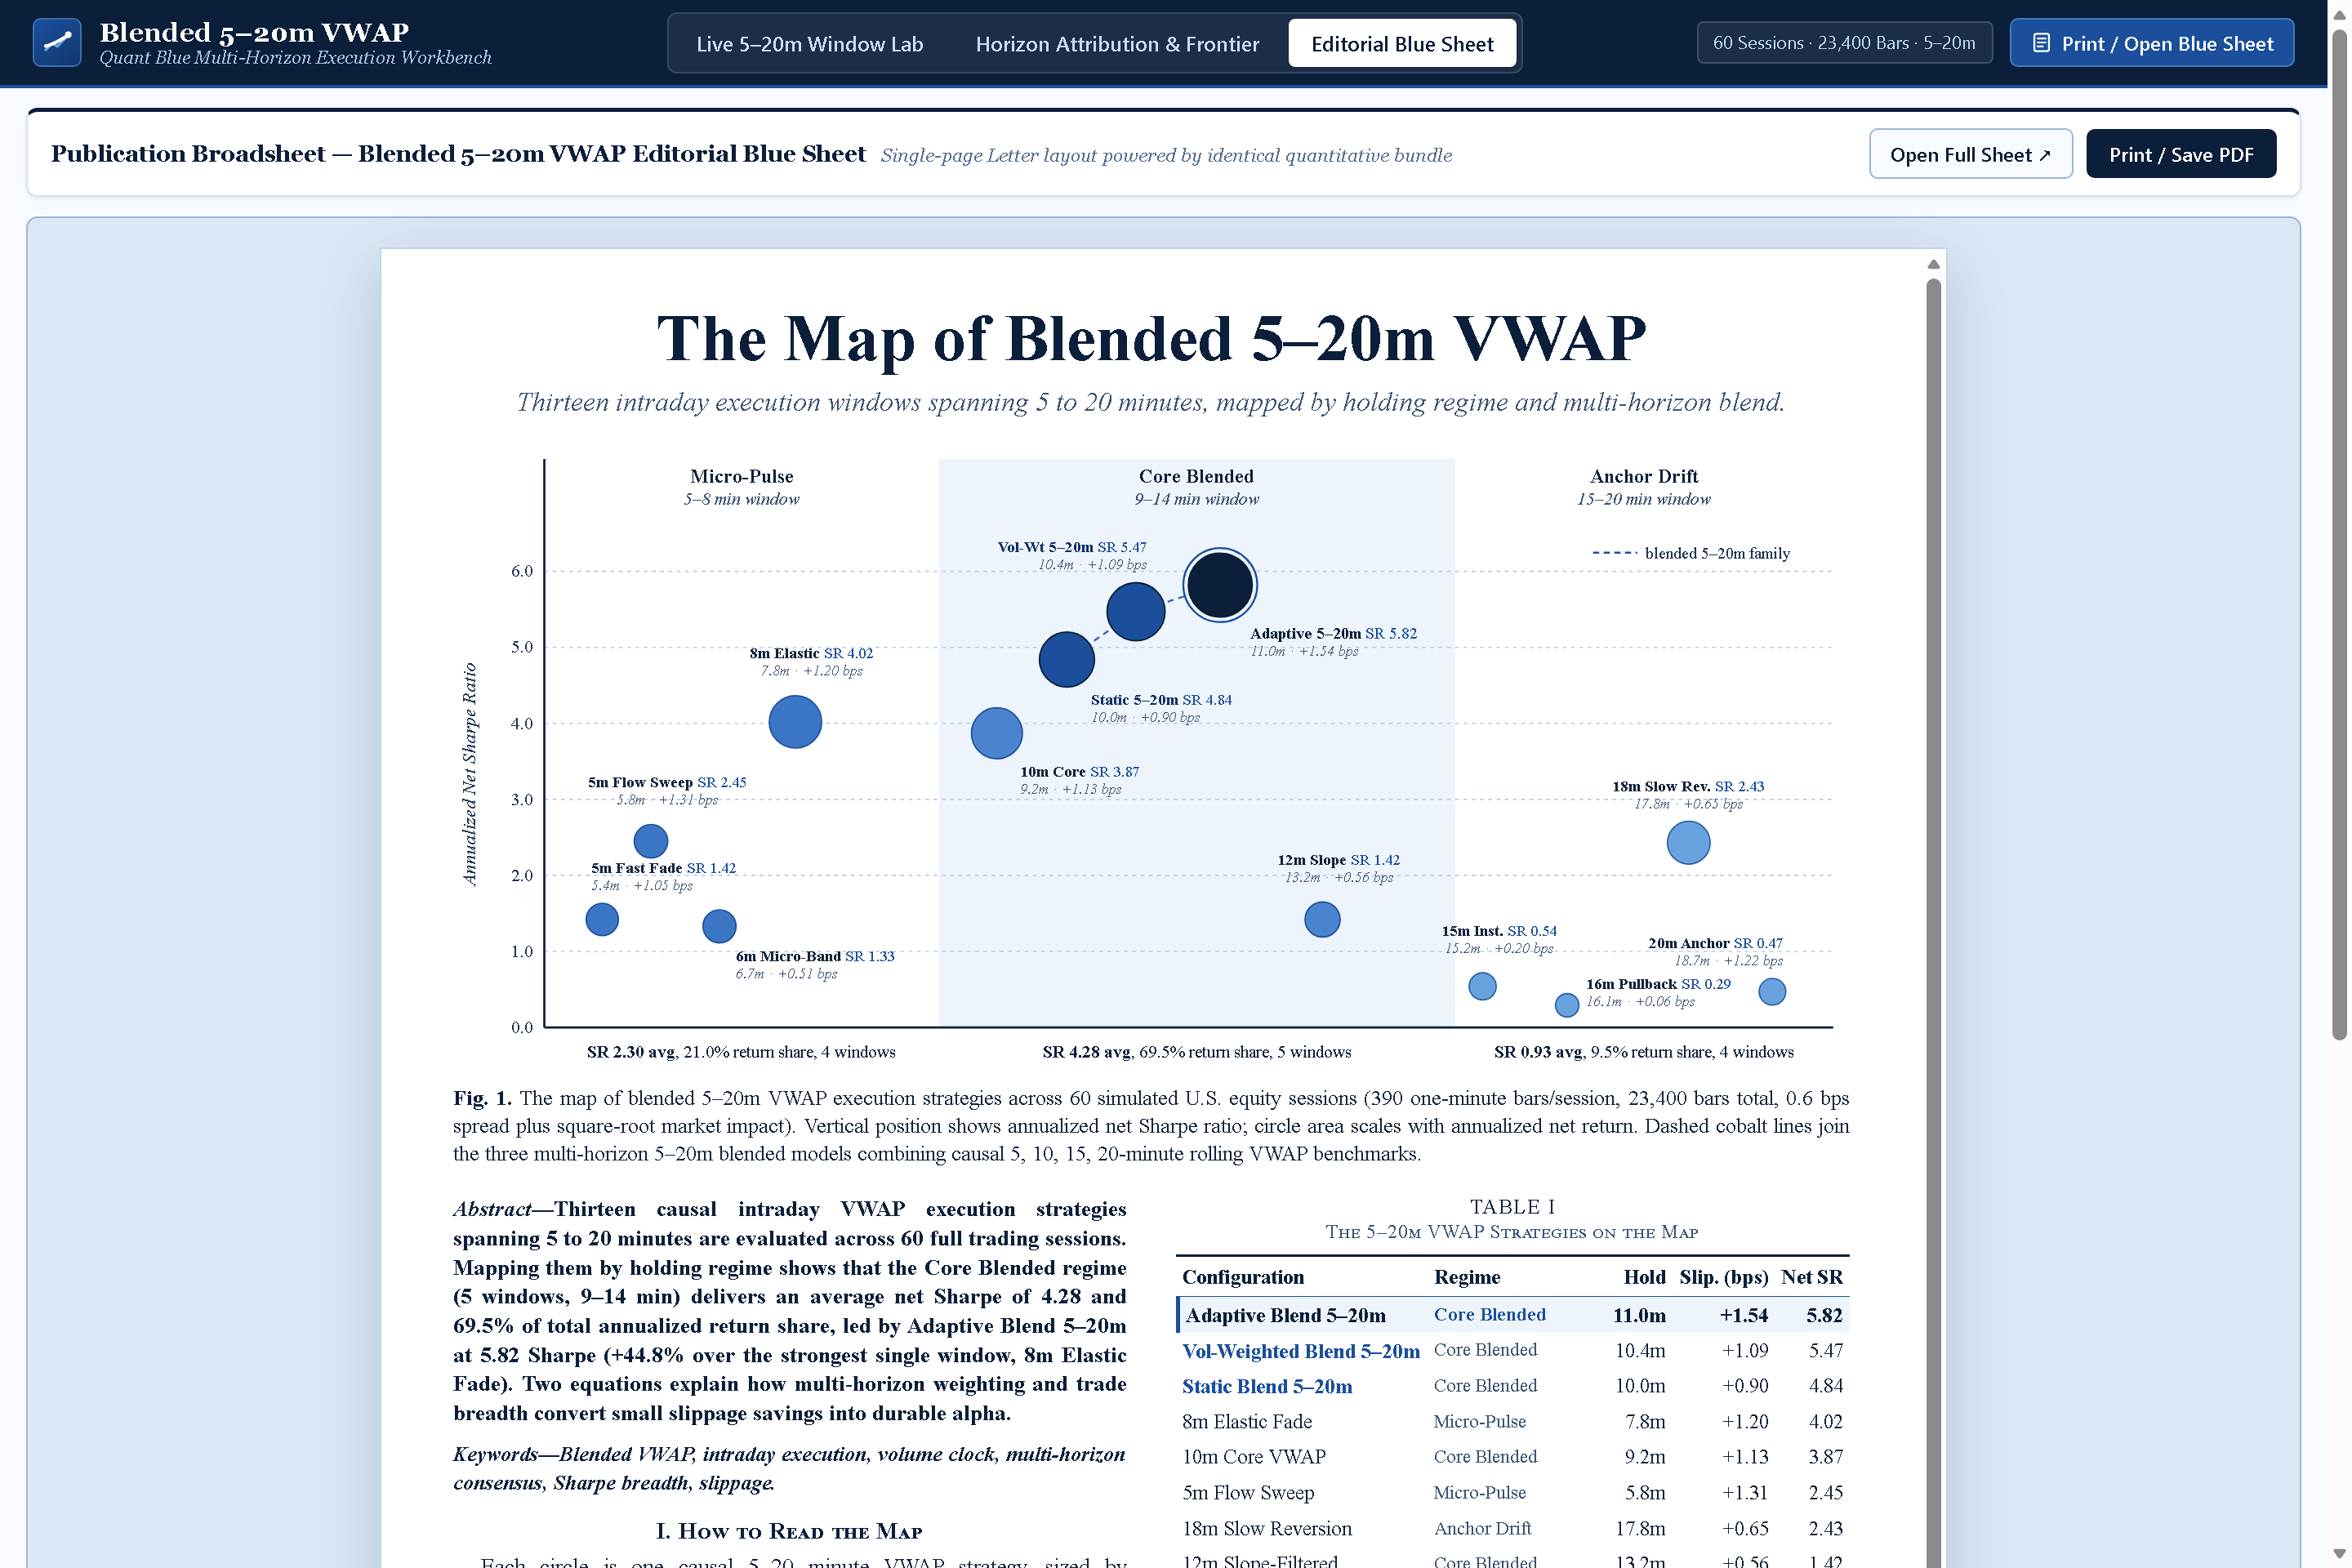 Blended 5–20m VWAP
Quant Blue Multi-Horizon Execution Workbench
Live 5–20m Window Lab
Horizon Attribution & Frontier
Editorial Blue Sheet
60 Sessions · 23,400 Bars · 5–20m
Print / Open Blue Sheet
Publication Broadsheet — Blended 5–20m VWAP Editorial Blue Sheet
Single-page Letter layout powered by identical quantitative bundle
Open Full Sheet ↗
Print / Save PDF
The Map of Blended 5–20m VWAP
Thirteen intraday execution windows spanning 5 to 20 minutes, mapped by holding regime and multi-horizon blend.
Micro-Pulse
5–8 min window
Core Blended
9–14 min window
Anchor Drift
15–20 min window
blended 5–20m family
Annualized Net Sharpe Ratio
6.0
5.0
4.0
3.0
2.0
1.0
0.0
Vol-Wt 5–20m SR 5.47
10.4m · +1.09 bps
Adaptive 5–20m SR 5.82
11.0m · +1.54 bps
8m Elastic SR 4.02
7.8m · +1.20 bps
Static 5–20m SR 4.84
10.0m · +0.90 bps
10m Core SR 3.87
9.2m · +1.13 bps
5m Flow Sweep SR 2.45
5.8m · +1.31 bps
18m Slow Rev. SR 2.43
17.8m · +0.65 bps
5m Fast Fade SR 1.42
5.4m · +1.05 bps
12m Slope SR 1.42
13.2m · +0.56 bps
6m Micro-Band SR 1.33
6.7m · +0.51 bps
15m Inst. SR 0.54
15.2m · +0.20 bps
20m Anchor SR 0.47
18.7m · +1.22 bps
16m Pullback SR 0.29
16.1m · +0.06 bps
SR 2.30 avg, 21.0% return share, 4 windows
SR 4.28 avg, 69.5% return share, 5 windows
SR 0.93 avg, 9.5% return share, 4 windows
Fig. 1. The map of blended 5–20m VWAP execution strategies across 60 simulated U.S. equity sessions (390 one-minute bars/session, 23,400 bars total, 0.6 bps
spread plus square-root market impact). Vertical position shows annualized net Sharpe ratio; circle area scales with annualized net return. Dashed cobalt lines join
the three multi-horizon 5–20m blended models combining causal 5, 10, 15, 20-minute rolling VWAP benchmarks.
Abstract—Thirteen causal intraday VWAP execution strategies
spanning 5 to 20 minutes are evaluated across 60 full trading sessions.
Mapping them by holding regime shows that the Core Blended regime
(5 windows, 9–14 min) delivers an average net Sharpe of 4.28 and
69.5% of total annualized return share, led by Adaptive Blend 5–20m
at 5.82 Sharpe (+44.8% over the strongest single window, 8m Elastic
Fade). Two equations explain how multi-horizon weighting and trade
breadth convert small slippage savings into durable alpha.
Keywords—Blended VWAP, intraday execution, volume clock, multi-horizon
consensus, Sharpe breadth, slippage.
I. How to Read the Map
Each circle is one causal 5–20 minute VWAP strategy, sized by
TABLE I
The 5–20m VWAP Strategies on the Map
Configuration Regime Hold Slip. (bps) Net SR
Adaptive Blend 5–20m Core Blended 11.0m +1.54 5.82
Vol-Weighted Blend 5–20m Core Blended 10.4m +1.09 5.47
Static Blend 5–20m Core Blended 10.0m +0.90 4.84
8m Elastic Fade Micro-Pulse 7.8m +1.20 4.02
10m Core VWAP Core Blended 9.2m +1.13 3.87
5m Flow Sweep Micro-Pulse 5.8m +1.31 2.45
18m Slow Reversion Anchor Drift 17.8m +0.65 2.43
12m Slope-Filtered Core Blended 13.2m +0.56 1.42